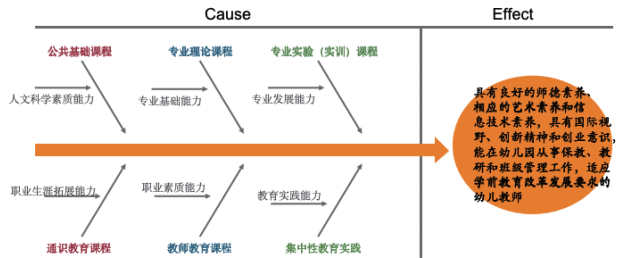 Cause
Effect
公共基础课程
专业理论课程
专业实验（实训）课程
人文科学素质能力
专业基础能力
专业发展能力
具有良好的师德素养、
相应的艺术素养和信
息技术素养，具有国际视
野、创新精神和创业意识，
能在幼儿园从事保教、教
研和班级管理工作，适应
学前教育改革发展要求的
幼儿教师
职业生涯拓展能力
职业素质能力
教育实践能力
通识教育课程
教师教育课程
集中性教育实践